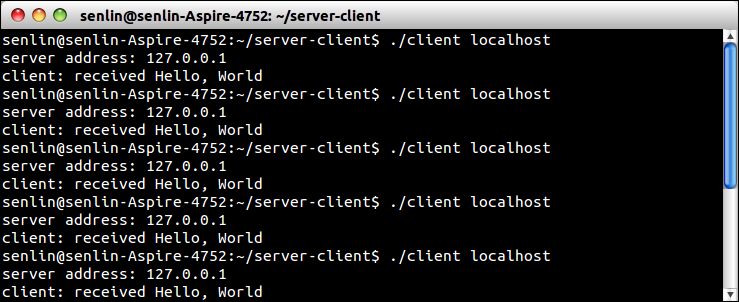 senlin@senlin-Aspire-4752: ~/server-client
senlin@senlin-Aspire-4752:~/server-client$ ./client localhost
server address: 127.0.0.1
client: received Hello, World
senlin@senlin-Aspire-4752:~/server-client$ ./client localhost
server address: 127.0.0.1
client: received Hello, World
senlin@senlin-Aspire-4752:~/server-client$ ./client localhost
server address: 127.0.0.1
client: received Hello, World
senlin@senlin-Aspire-4752:~/server-client$ ./client localhost
server address: 127.0.0.1
client: received Hello, World
senlin@senlin-Aspire-4752:~/server-client$ ./client localhost
server address: 127.0.0.1
client: received Hello, World